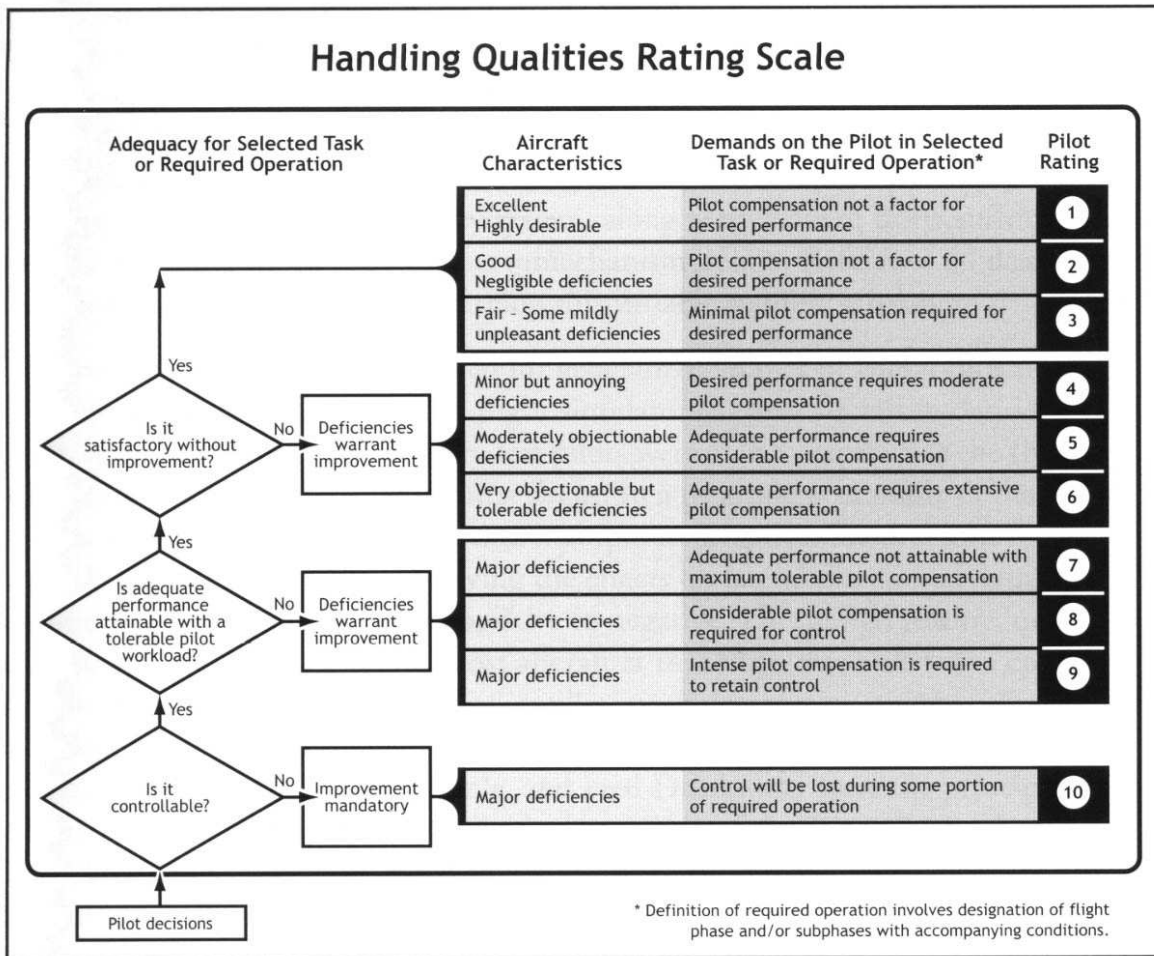 Handling Qualities Rating Scale
Adequacy for Selected Task
or Required Operation
Aircraft
Characteristics
Demands on the Pilot in Selected
Task or Required Operation*
Pilot
Rating
Excellent
Highly desirable
Pilot compensation not a factor for
desired performance
1
Good
Negligible deficiencies
Pilot compensation not a factor for
desired performance
2
Fair – Some mildly
unpleasant deficiencies
Minimal pilot compensation required for
desired performance
3
Yes
Is it
satisfactory without
improvement?
No
Deficiencies
warrant
improvement
Minor but annoying
deficiencies
Desired performance requires moderate
pilot compensation
4
Moderately objectionable
deficiencies
Adequate performance requires
considerable pilot compensation
5
Very objectionable but
tolerable deficiencies
Adequate performance requires extensive
pilot compensation
6
Yes
Is adequate
performance
attainable with a
tolerable pilot
workload?
No
Deficiencies
warrant
improvement
Major deficiencies
Adequate performance not attainable with
maximum tolerable pilot compensation
7
Major deficiencies
Considerable pilot compensation is
required for control
8
Major deficiencies
Intense pilot compensation is required
to retain control
9
Yes
Is it
controllable?
No
Improvement
mandatory
Major deficiencies
Control will be lost during some portion
of required operation
10
Pilot decisions
* Definition of required operation involves designation of flight
phase and/or subphases with accompanying conditions.